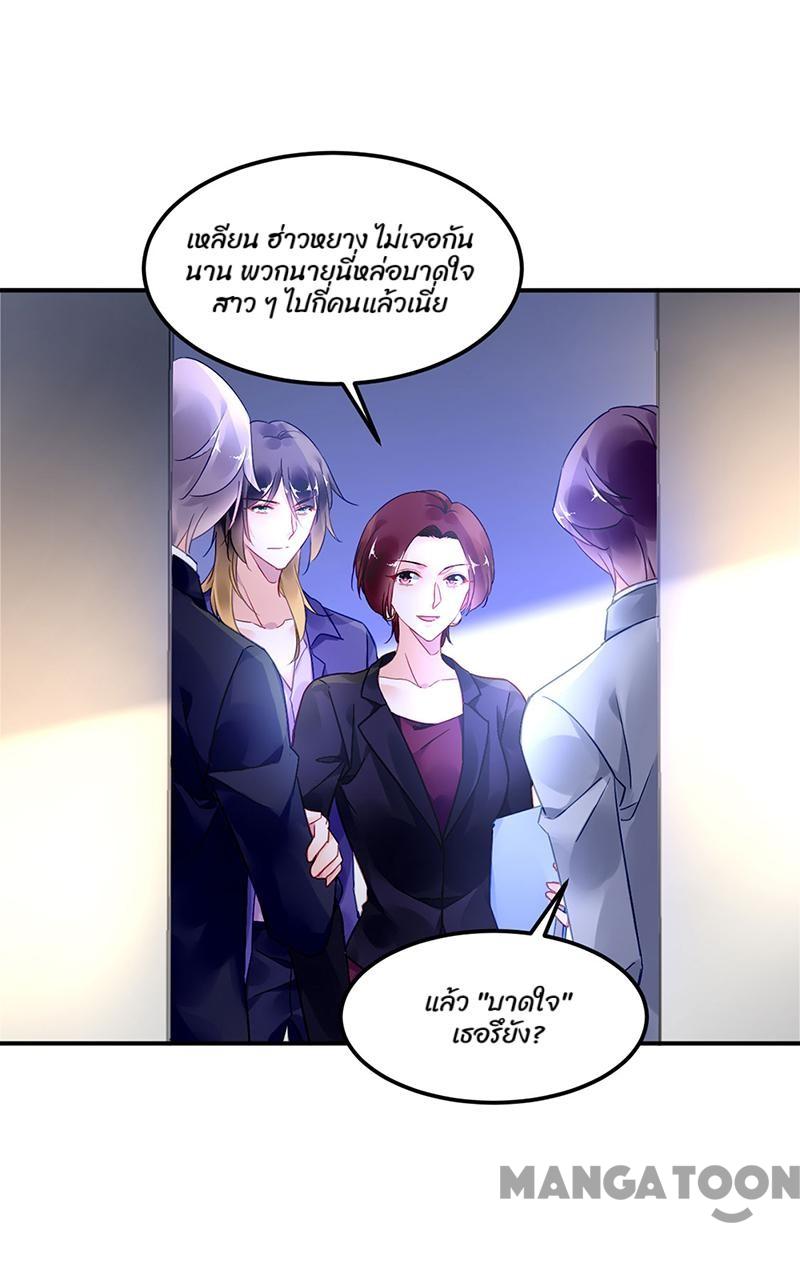 เหลียน ฮ่าวหยาง ไม่เจอกัน
นาน พวกนายนี่หล่อบาดใจ
สาว ๆ ไปกี่คนแล้วเนี่ย
แล้ว "บาดใจ"
เธอรึยัง?
MANGATOON